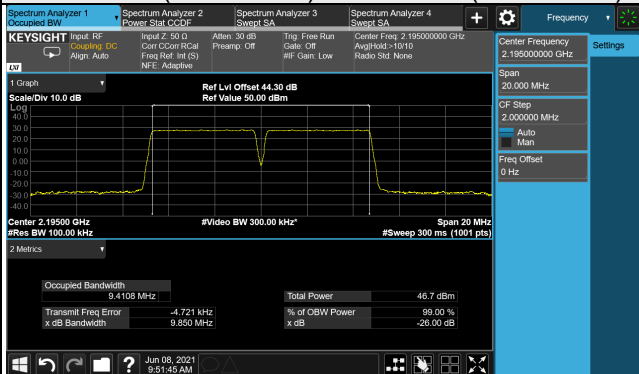 Spectrum Analyzer 1
Occupied BW
Spectrum Analyzer 2
Power Stat CCDF
Spectrum Analyzer 3
Swept SA
Spectrum Analyzer 4
Swept SA
Frequency
KEYSIGHT
LXI
Input: RF
Coupling: DC
Align: Auto
Input Z: 50 Ω
Corr CCorr RCal
Freq Ref: Int (S)
NFE: Adaptive
Atten: 30 dB
Preamp: Off
Trig: Free Run
Gate: Off
#IF Gain: Low
Center Freq: 2.195000000 GHz
Avg|Hold:>10/10
Radio Std: None
Center Frequency
2.195000000 GHz
Settings
Span
20.000 MHz
CF Step
2.000000 MHz
Auto
Man
Freq Offset
0 Hz
1 Graph
Scale/Div 10.0 dB
Ref Lvl Offset 44.30 dB
Ref Value 50.00 dBm
Log
40.0
30.0
20.0
10.0
0.00
-10.0
-20.0
-30.0
-40.0
Center 2.19500 GHz
#Res BW 100.00 kHz
#Video BW 300.00 kHz*
Span 20 MHz
#Sweep 300 ms (1001 pts)
2 Metrics
Occupied Bandwidth
9.4108 MHz
Total Power 46.7 dBm
Transmit Freq Error -4.721 kHz
% of OBW Power 99.00 %
x dB Bandwidth 9.850 MHz
x dB -26.00 dB
?
Jun 08, 2021
9:51:45 AM